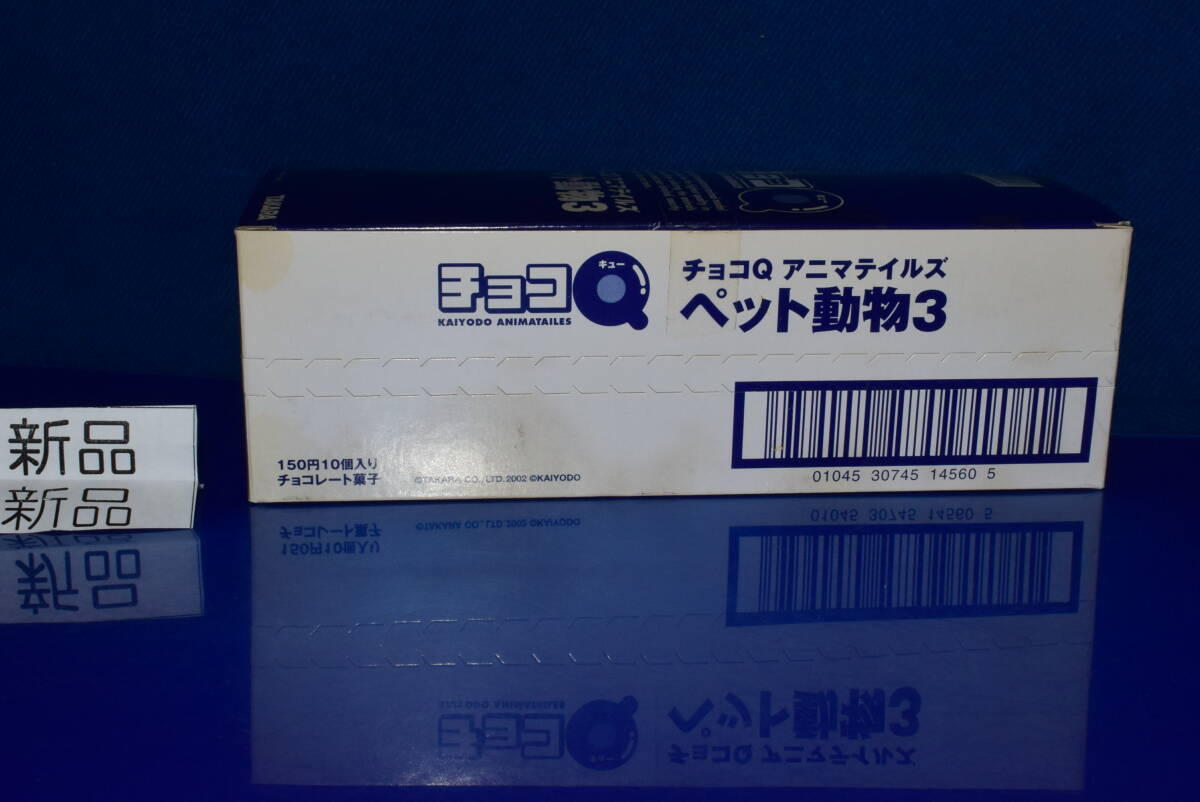 TAKARA
3
チョコQ
キュー
KAIYODO ANIMATAILES
チョコQ アニマテイルズ
ペット動物3
150円10個入り
チョコレート菓子
©TAKARA CO., LTD. 2002 ©KAIYODO
01045 30745 14560 5
新品
新品